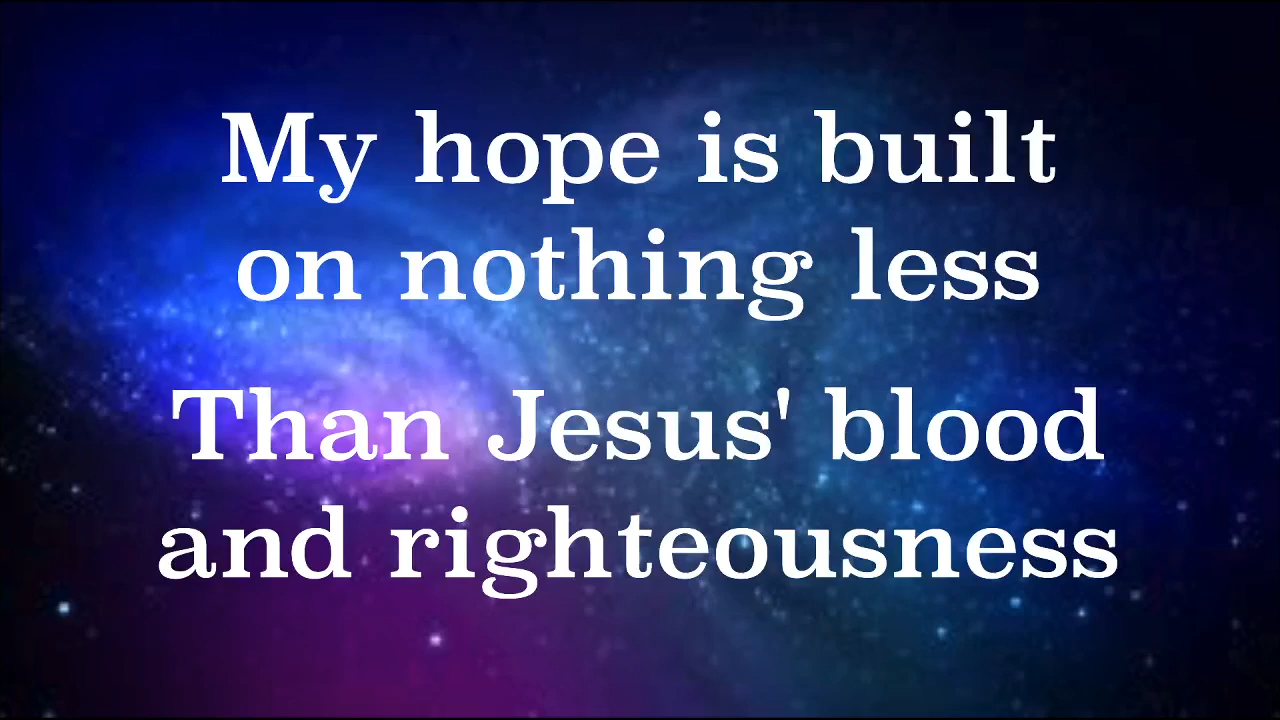 My hope is built
on nothing less
Than Jesus' blood
and righteousness